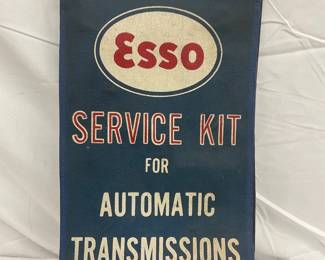 Esso
SERVICE KIT
FOR
AUTOMATIC
TRANSMISSIONS